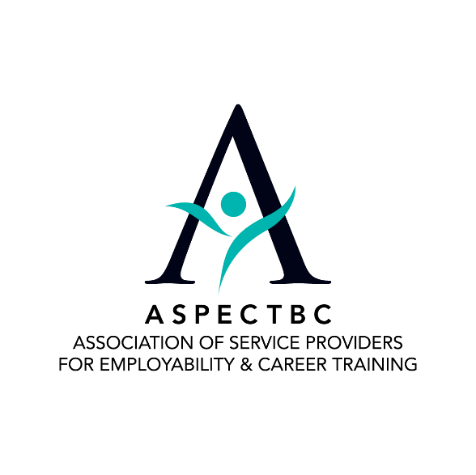 A
ASPECTBC
ASSOCIATION OF SERVICE PROVIDERS
FOR EMPLOYABILITY & CAREER TRAINING